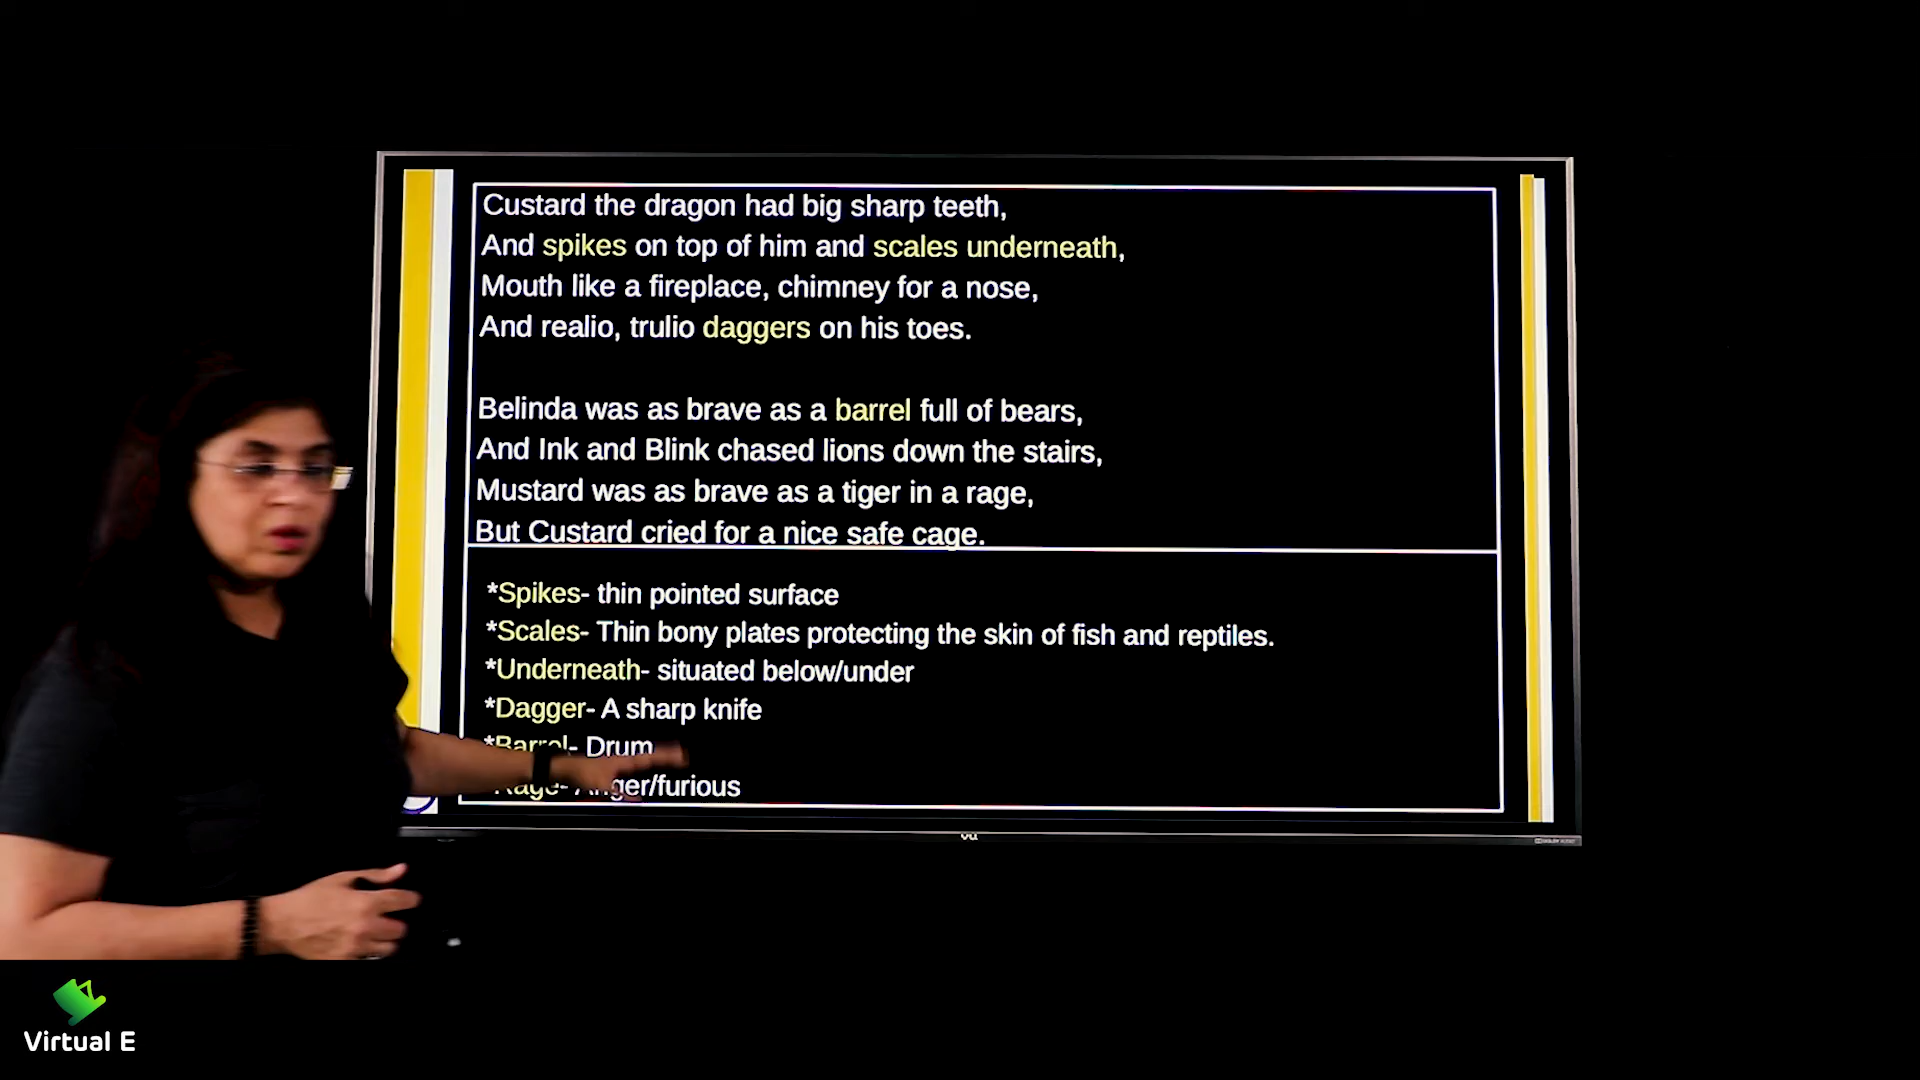 Custard the dragon had big sharp teeth,
And spikes on top of him and scales underneath,
Mouth like a fireplace, chimney for a nose,
And realio, trulio daggers on his toes.
Belinda was as brave as a barrel full of bears,
And Ink and Blink chased lions down the stairs,
Mustard was as brave as a tiger in a rage,
But Custard cried for a nice safe cage.
*Spikes- thin pointed surface
*Scales- Thin bony plates protecting the skin of fish and reptiles.
*Underneath- situated below/under
*Dagger- A sharp knife
*Barrel- Drum
Rage- Anger/furious
Vu
Virtual E